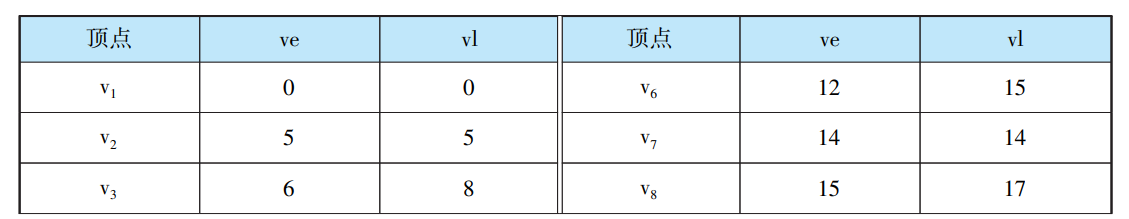 顶点 ve vl 顶点 ve vl
v₁ 0 0 v₆ 12 15
v₂ 5 5 v₇ 14 14
v₃ 6 8 v₈ 15 17